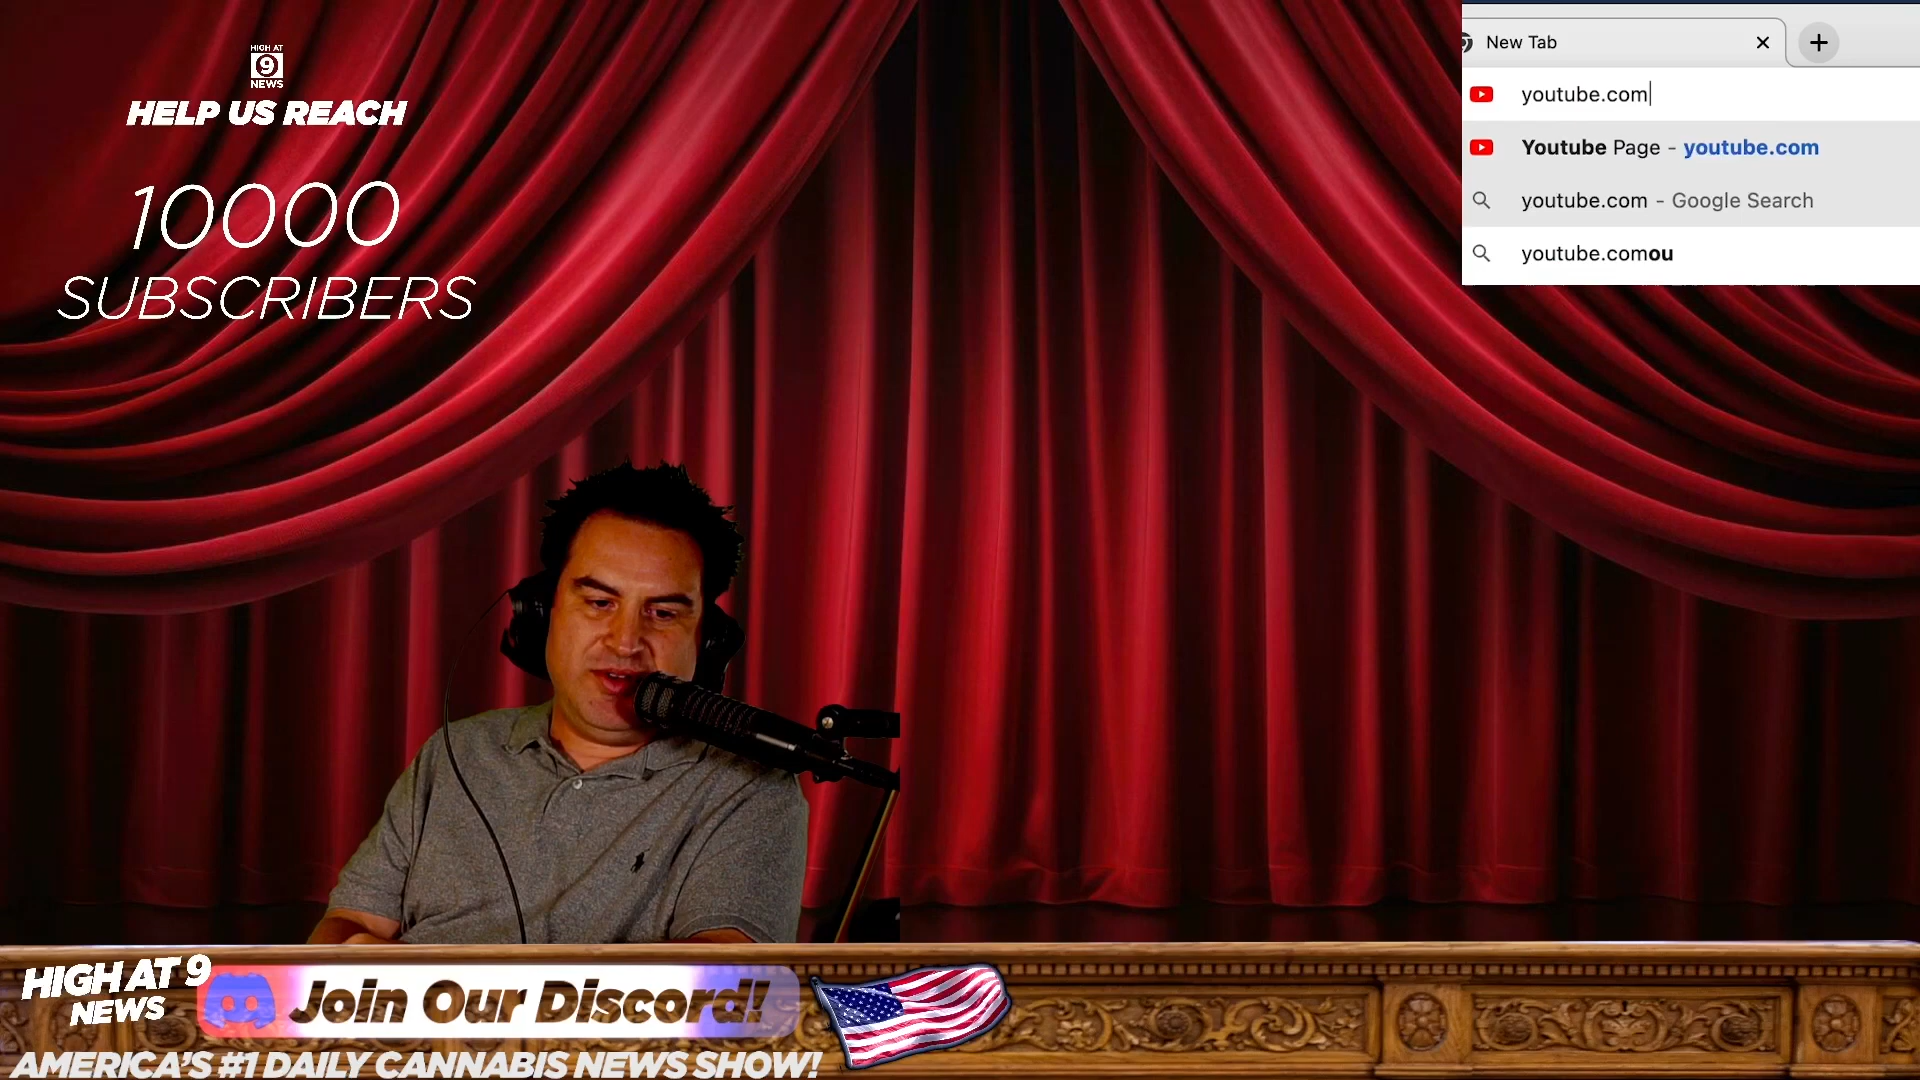 HIGH AT
9
NEWS
HELP US REACH
10000
SUBSCRIBERS
New Tab
youtube.com
Youtube Page - youtube.com
youtube.com - Google Search
youtube.comou
HIGH AT 9
NEWS
Join Our Discord!
AMERICA'S #1 DAILY CANNABIS NEWS SHOW!